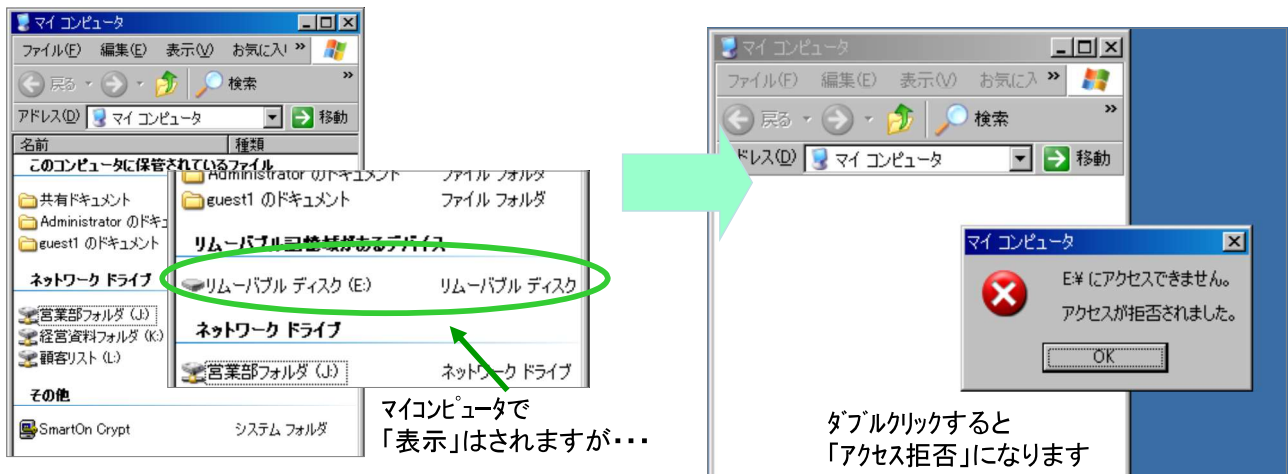 マイ コンピュータ
ファイル(F) 編集(E) 表示(V) お気に入り »
戻る 検索 »
アドレス(D) マイ コンピュータ 移動
名前 種類
このコンピュータに保管されているファイル
共有ドキュメント
Administrator のドキュ
guest1 のドキュメント
ネットワーク ドライブ
営業部フォルダ (J:)
経営資料フォルダ (K:)
顧客リスト (L:)
その他
SmartOn Crypt システム フォルダ
Administrator のドキュメント ファイル フォルダ
guest1 のドキュメント ファイル フォルダ
リムーバブル記憶域があるデバイス
リムーバブル ディスク (E:) リムーバブル ディスク
ネットワーク ドライブ
営業部フォルダ (J:) ネットワーク ドライブ
マイコンピュータで
「表示」はされますが・・・
マイ コンピュータ
ファイル(F) 編集(E) 表示(V) お気に入 »
戻る 検索 »
ドレス(D) マイ コンピュータ 移動
マイ コンピュータ
E:¥ にアクセスできません。
アクセスが拒否されました。
OK
ダブルクリックすると
「アクセス拒否」になります